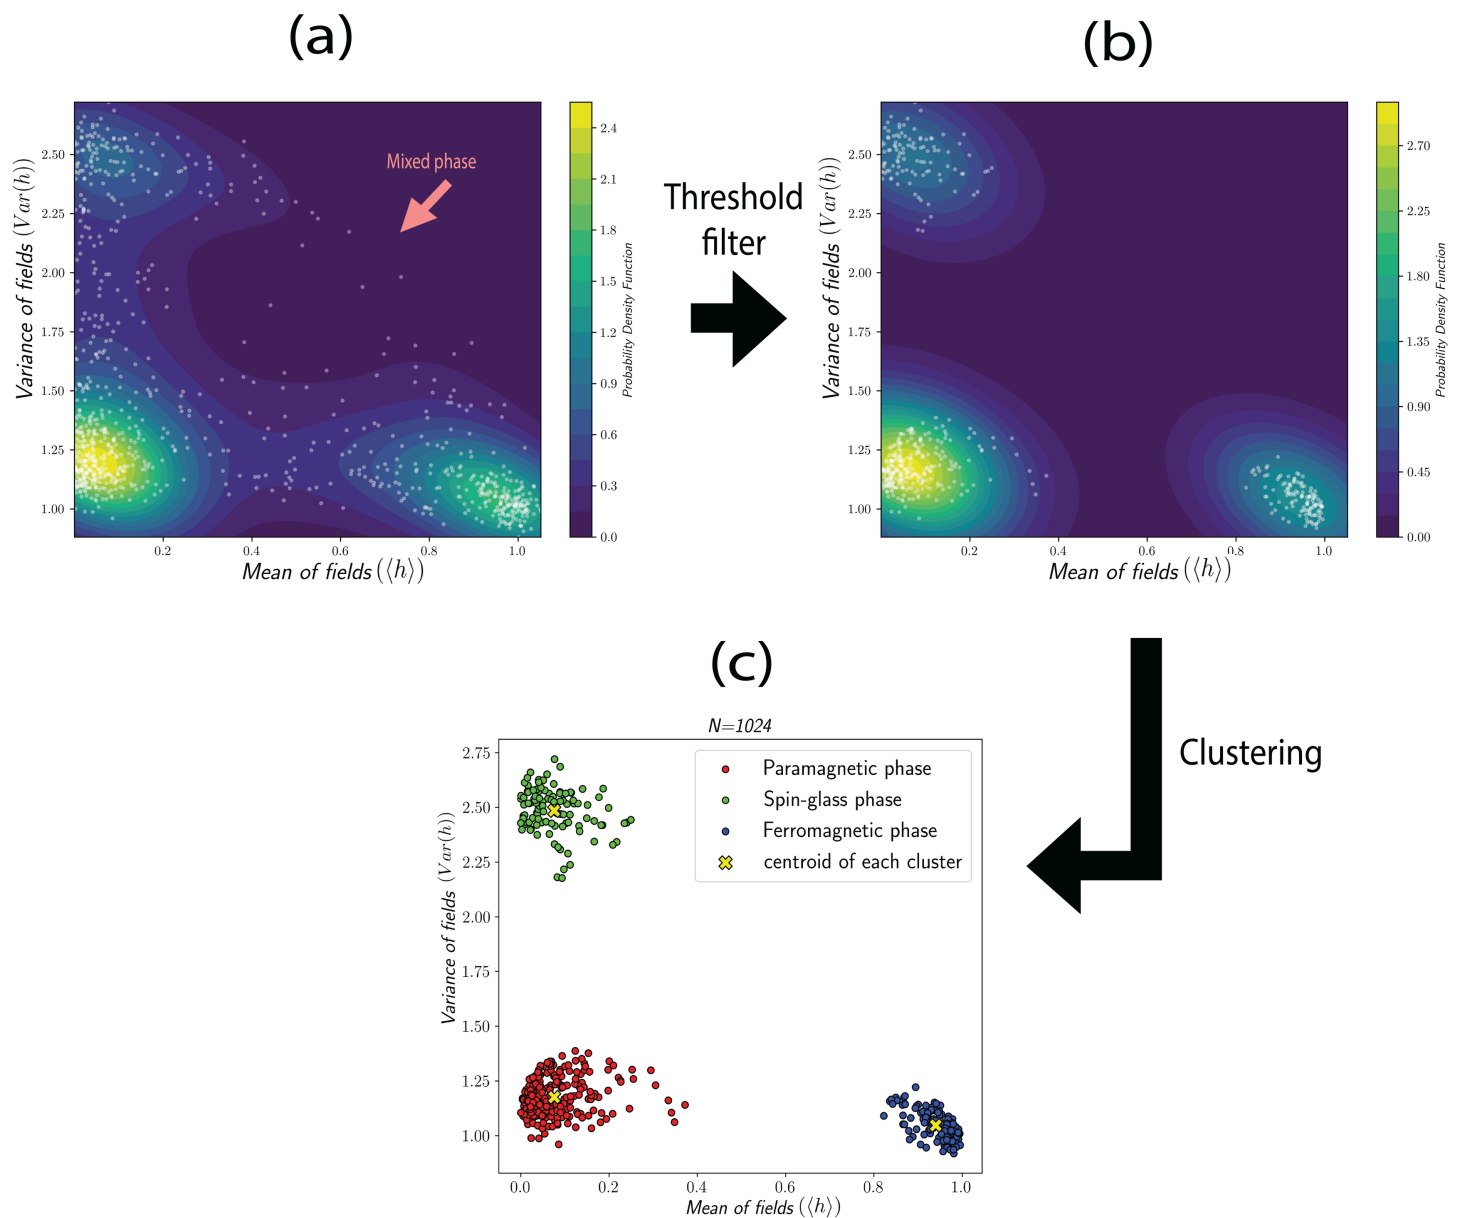 (a)
(b)
Mixed phase
2.50
2.25
2.00
1.75
1.50
1.25
1.00
Variance of fields (Var(h))
0.2 0.4 0.6 0.8 1.0
Mean of fields (⟨h⟩)
2.4
2.1
1.8
1.5
1.2
0.9
0.6
0.3
0.0
Probability Density Function
Threshold
filter
2.50
2.25
2.00
1.75
1.50
1.25
1.00
Variance of fields (Var(h))
0.2 0.4 0.6 0.8 1.0
Mean of fields (⟨h⟩)
2.70
2.25
1.80
1.35
0.90
0.45
0.00
Probability Density Function
(c)
N=1024
Paramagnetic phase
Spin-glass phase
Ferromagnetic phase
centroid of each cluster
2.75
2.50
2.25
2.00
1.75
1.50
1.25
1.00
Variance of fields (Var(h))
0.0 0.2 0.4 0.6 0.8 1.0
Mean of fields (⟨h⟩)
Clustering